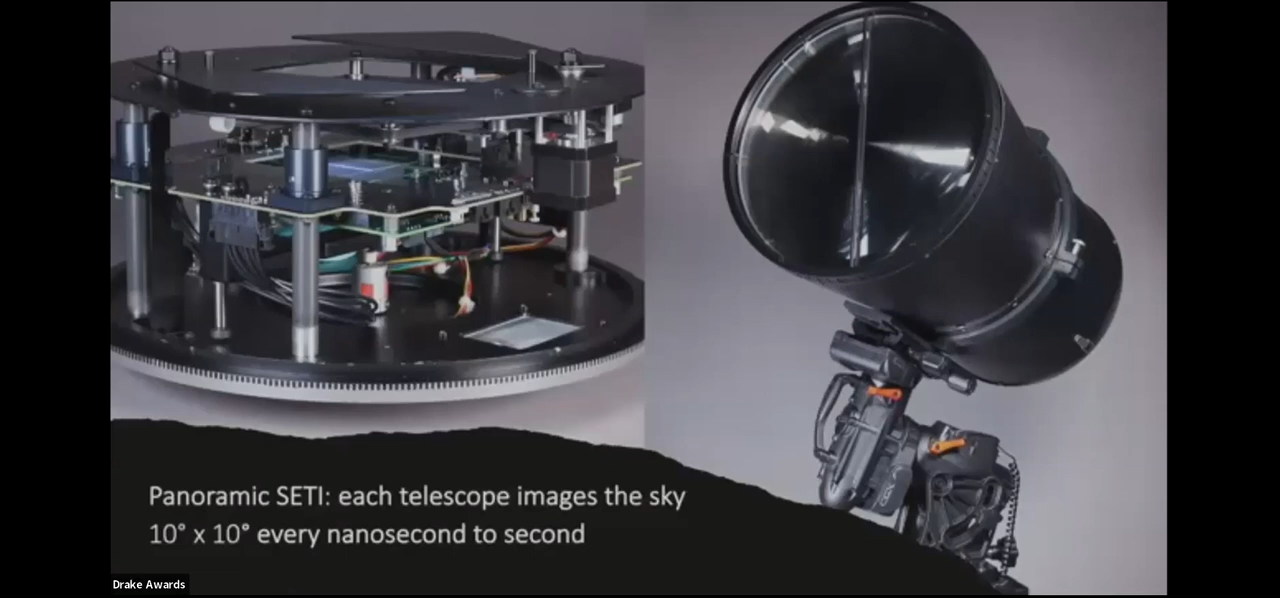 Panoramic SETI: each telescope images the sky
10° x 10° every nanosecond to second
Drake Awards